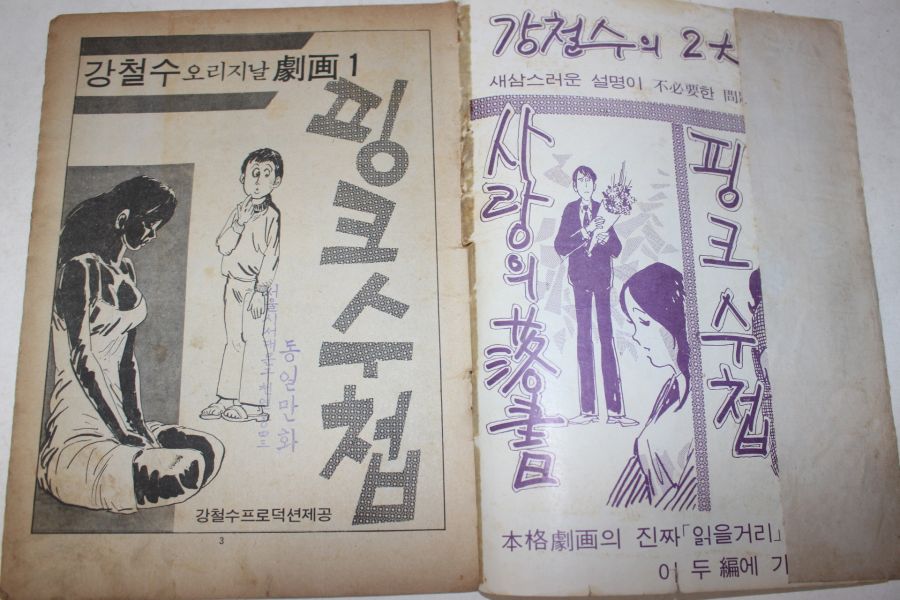 강철수 오리지날 劇画 1
핑크수첩
동일만화
강철수프로덕션제공
3
강철수의 2大
새삼스러운 설명이 不必要한
사랑의 落書
핑크수첩
本格劇画의 진짜「읽을거리」
이 두 編에 기